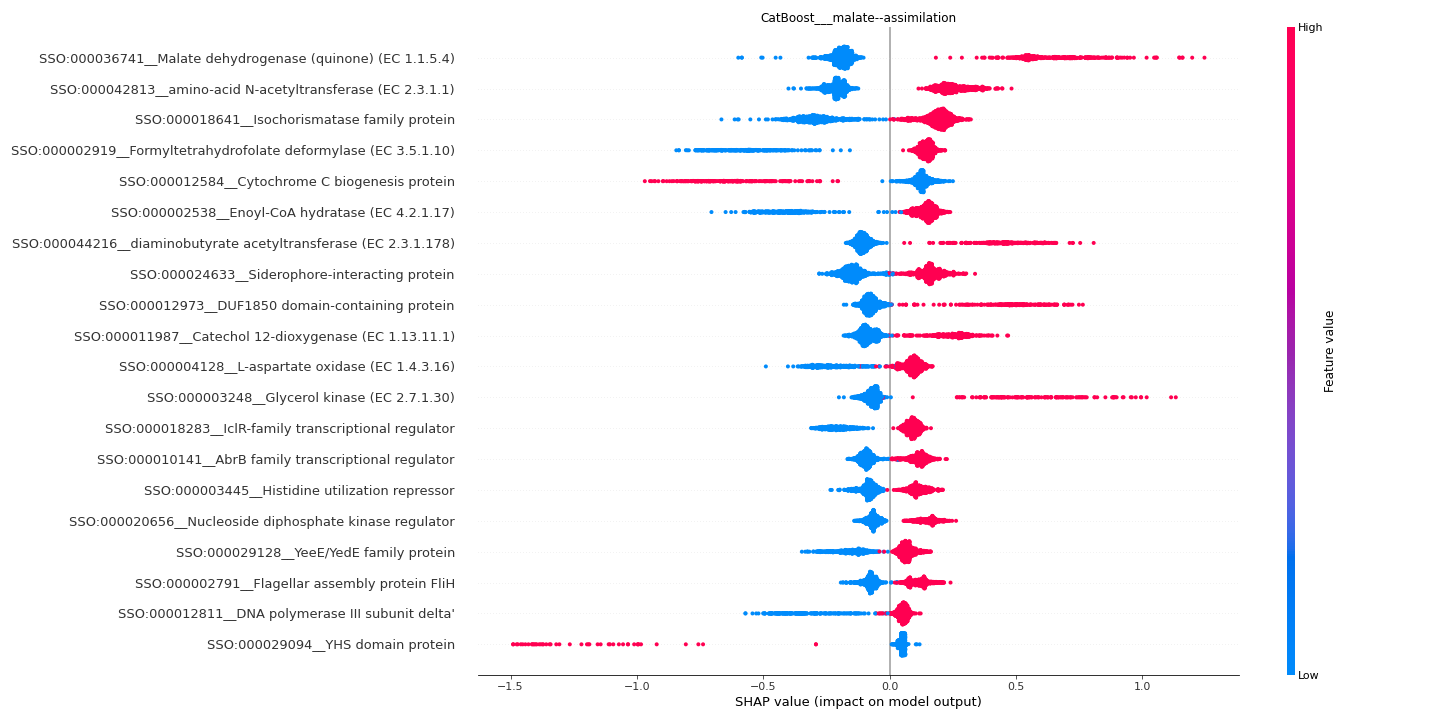 CatBoost___malate--assimilation
SSO:000036741__Malate dehydrogenase (quinone) (EC 1.1.5.4)
SSO:000042813__amino-acid N-acetyltransferase (EC 2.3.1.1)
SSO:000018641__Isochorismatase family protein
SSO:000002919__Formyltetrahydrofolate deformylase (EC 3.5.1.10)
SSO:000012584__Cytochrome C biogenesis protein
SSO:000002538__Enoyl-CoA hydratase (EC 4.2.1.17)
SSO:000044216__diaminobutyrate acetyltransferase (EC 2.3.1.178)
SSO:000024633__Siderophore-interacting protein
SSO:000012973__DUF1850 domain-containing protein
SSO:000011987__Catechol 12-dioxygenase (EC 1.13.11.1)
SSO:000004128__L-aspartate oxidase (EC 1.4.3.16)
SSO:000003248__Glycerol kinase (EC 2.7.1.30)
SSO:000018283__IclR-family transcriptional regulator
SSO:000010141__AbrB family transcriptional regulator
SSO:000003445__Histidine utilization repressor
SSO:000020656__Nucleoside diphosphate kinase regulator
SSO:000029128__YeeE/YedE family protein
SSO:000002791__Flagellar assembly protein FliH
SSO:000012811__DNA polymerase III subunit delta'
SSO:000029094__YHS domain protein
−1.5 −1.0 −0.5 0.0 0.5 1.0
SHAP value (impact on model output)
High
Feature value
Low